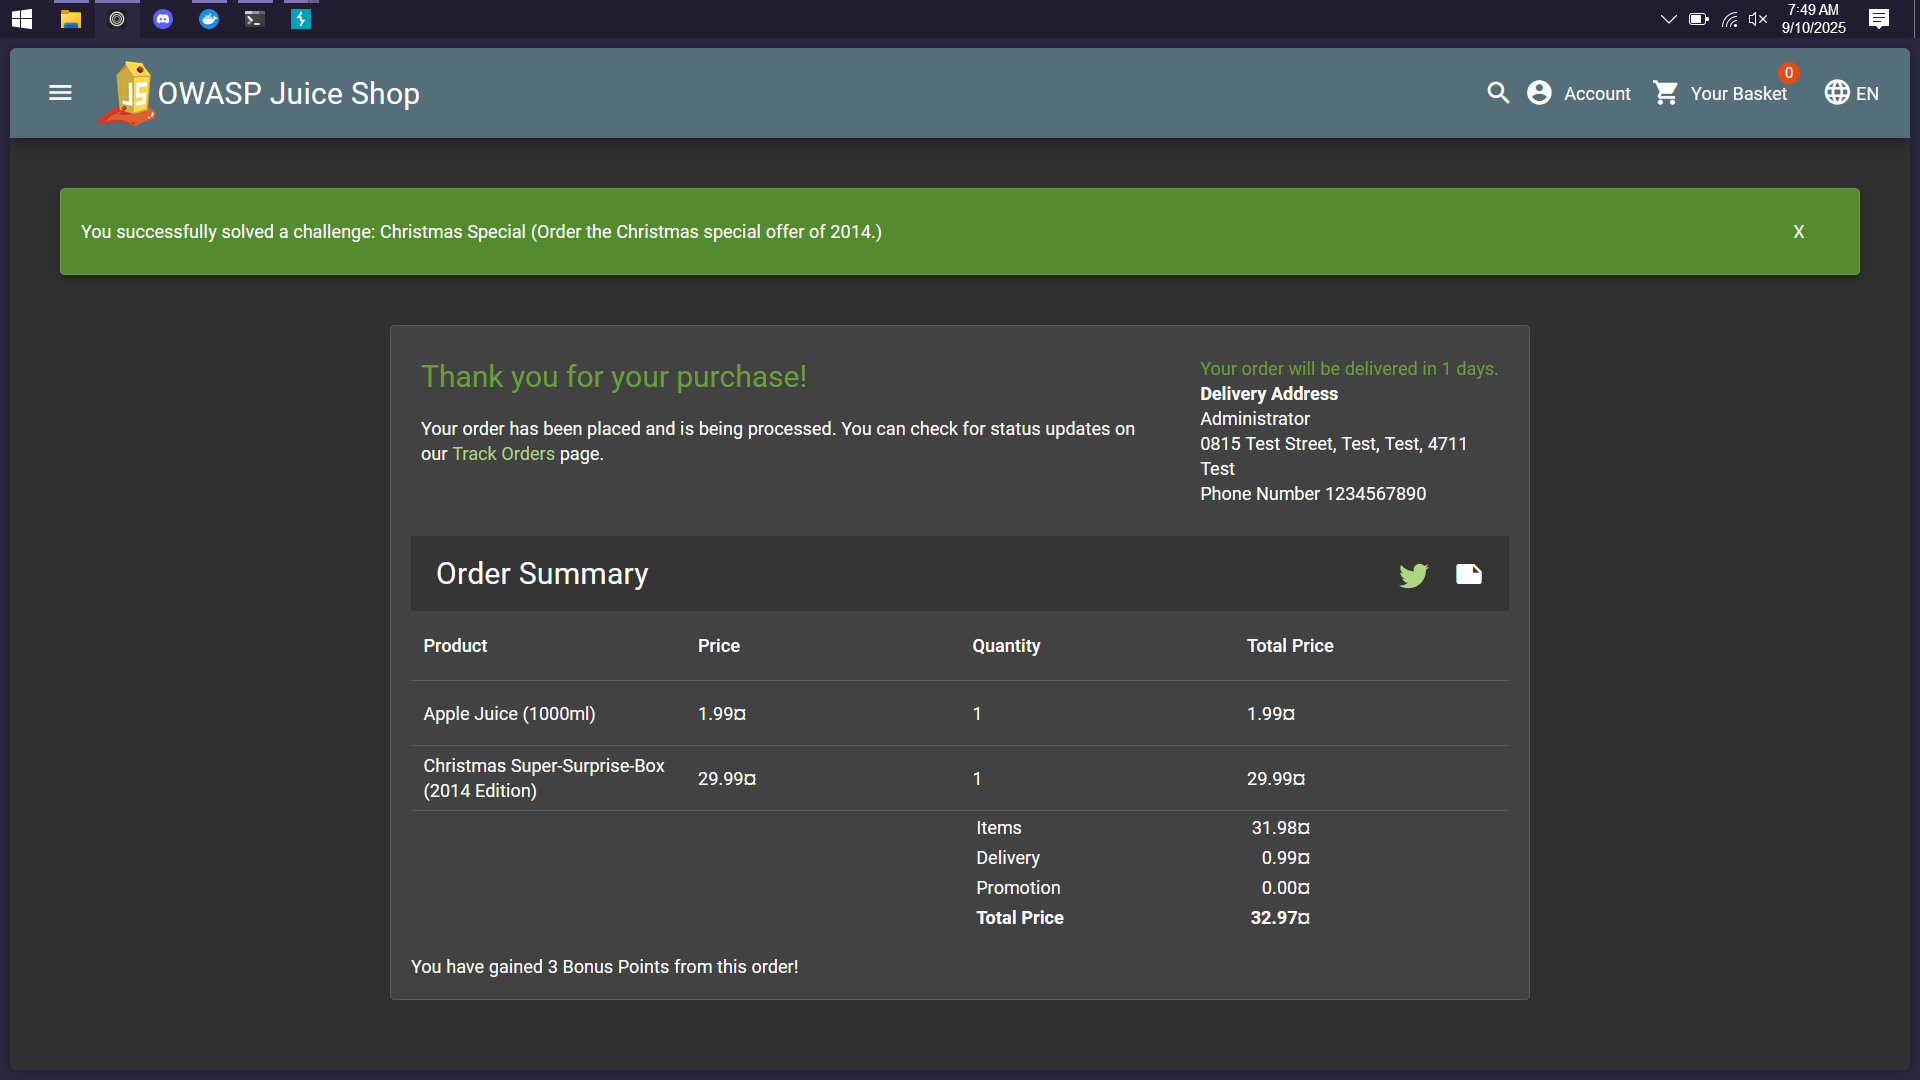 7:49 AM
9/10/2025
OWASP Juice Shop
Account
Your Basket
0
EN
You successfully solved a challenge: Christmas Special (Order the Christmas special offer of 2014.)
X
Thank you for your purchase!
Your order has been placed and is being processed. You can check for status updates on
our Track Orders page.
Your order will be delivered in 1 days.
Delivery Address
Administrator
0815 Test Street, Test, Test, 4711
Test
Phone Number 1234567890
Order Summary
Product Price Quantity Total Price
Apple Juice (1000ml) 1.99¤ 1 1.99¤
Christmas Super-Surprise-Box
(2014 Edition) 29.99¤ 1 29.99¤
Items 31.98¤
Delivery 0.99¤
Promotion 0.00¤
Total Price 32.97¤
You have gained 3 Bonus Points from this order!